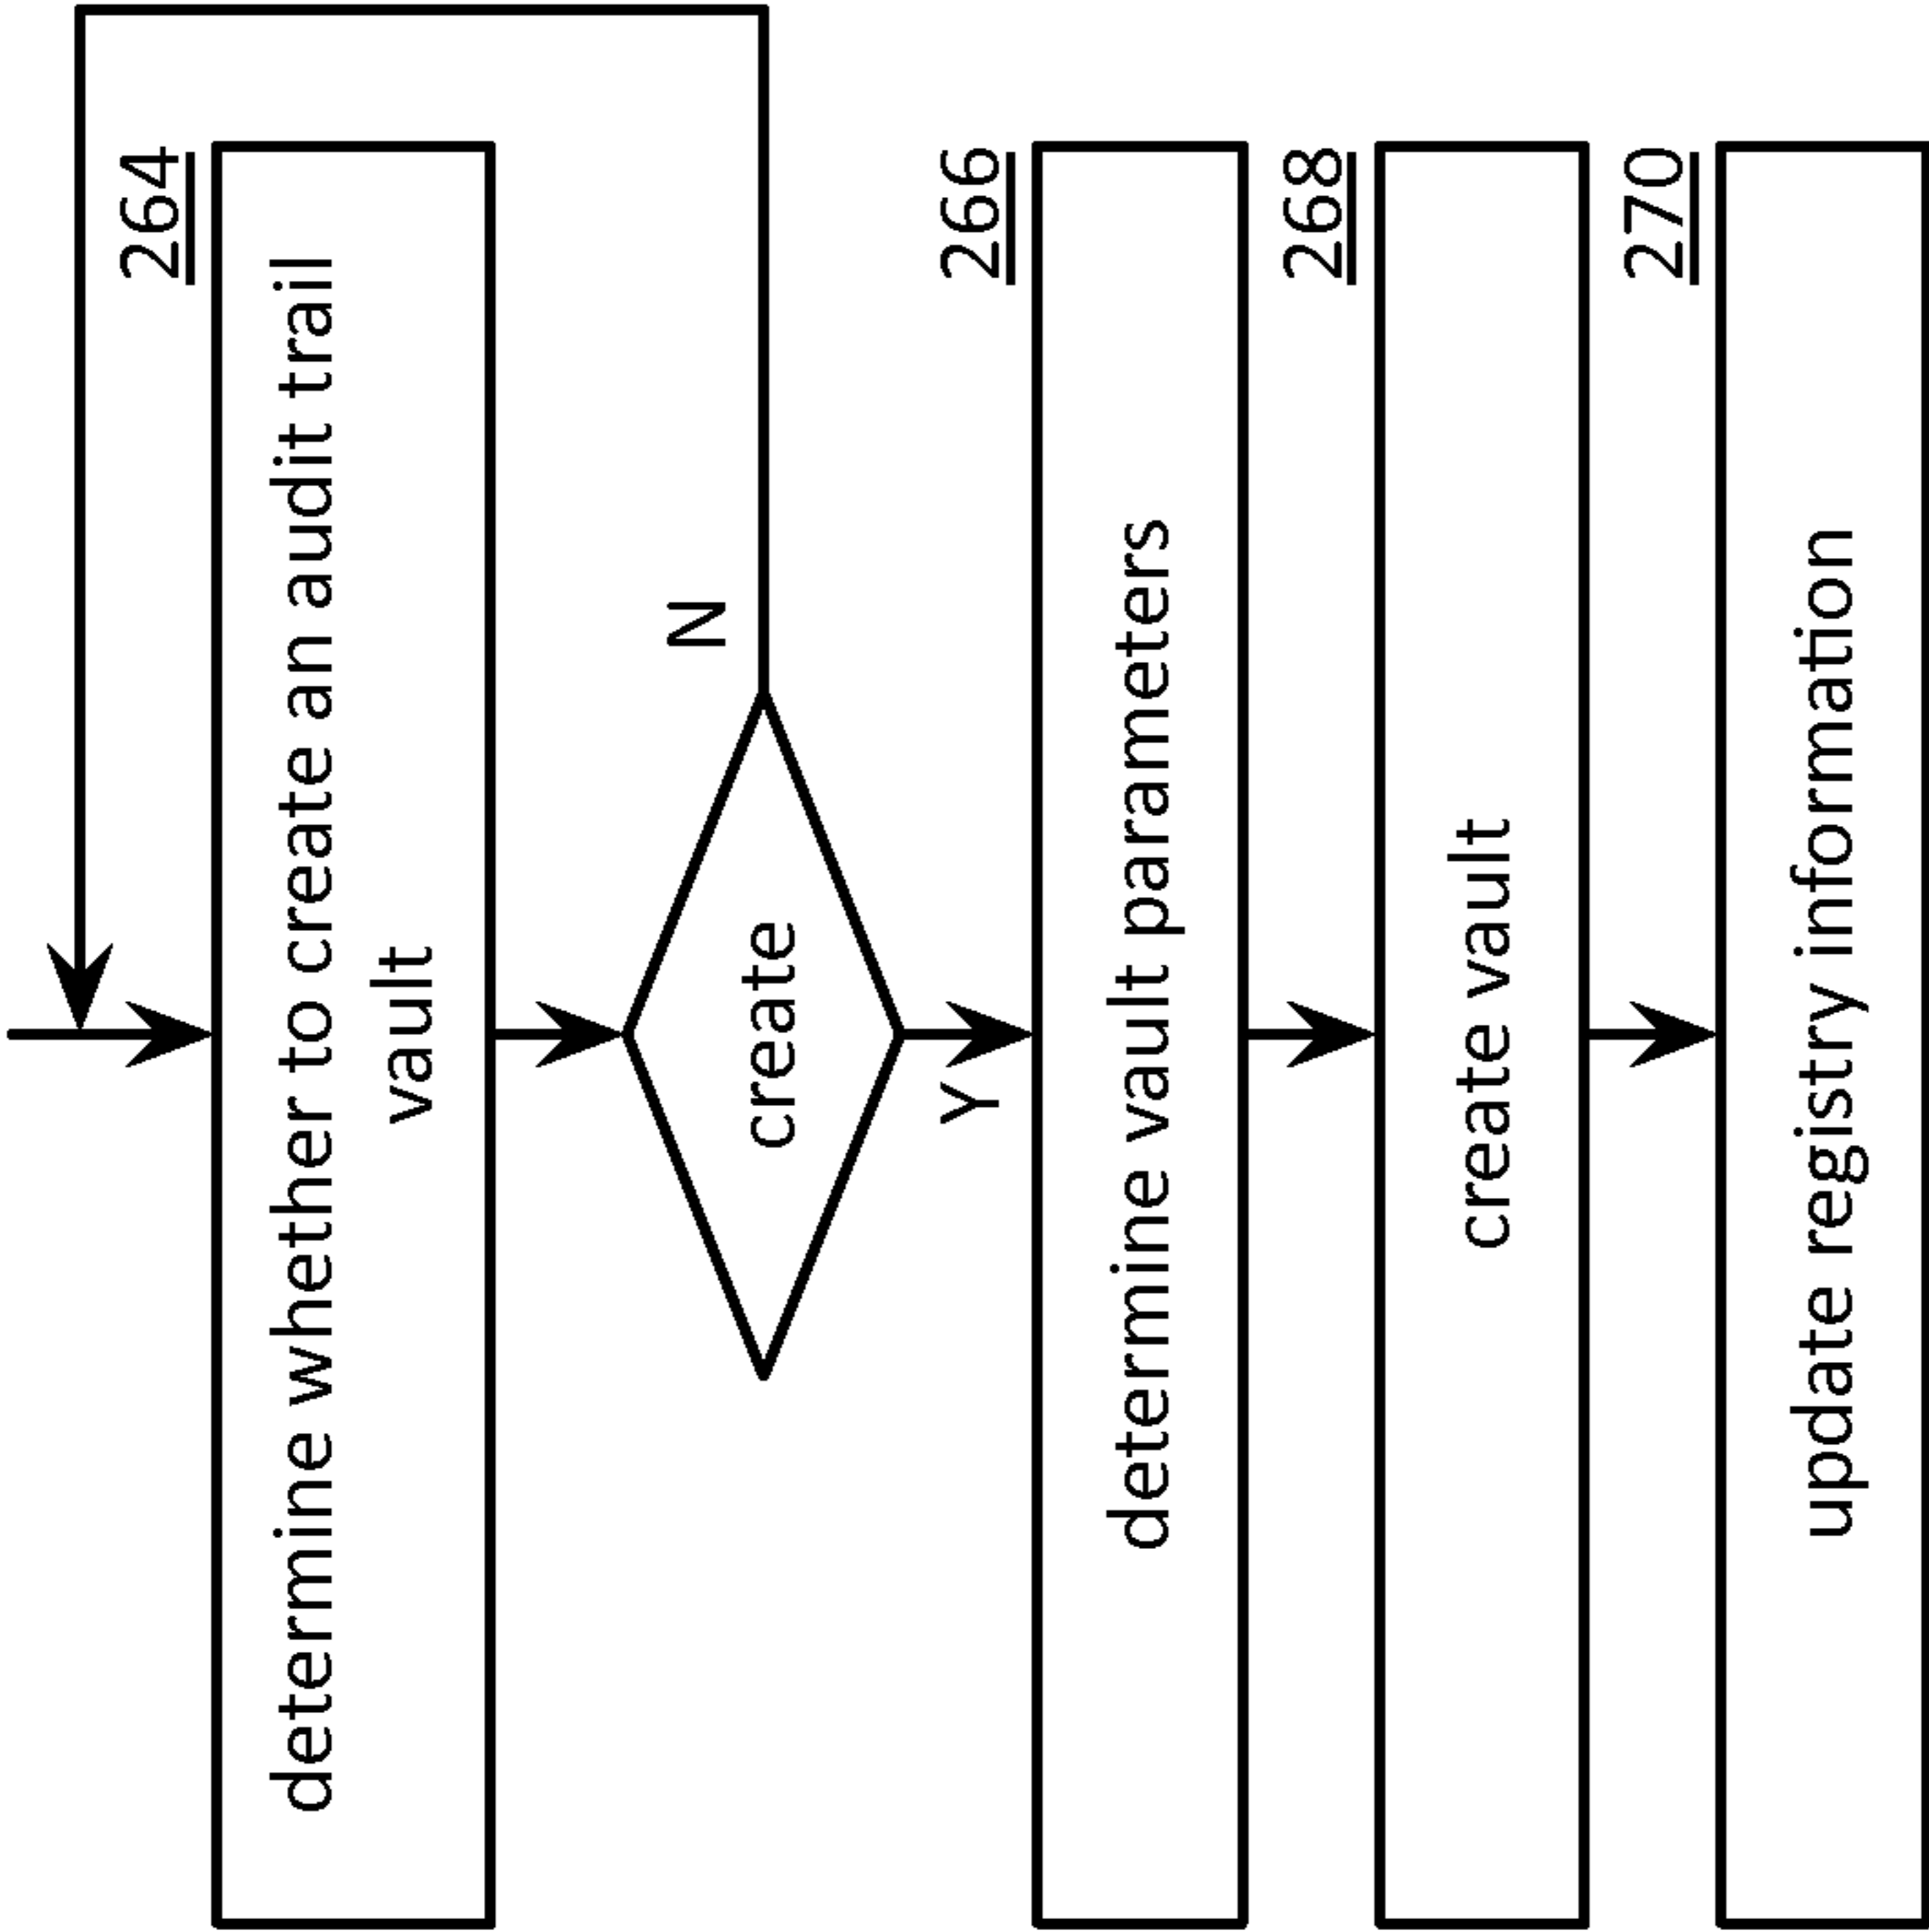 264
determine whether to create an audit trail
vault
create
N
Y
266
determine vault parameters
268
create vault
270
update registry information